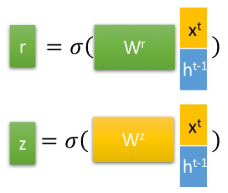 r = σ( W^r x^t h^{t-1} )
z = σ( W^z x^t h^{t-1} )